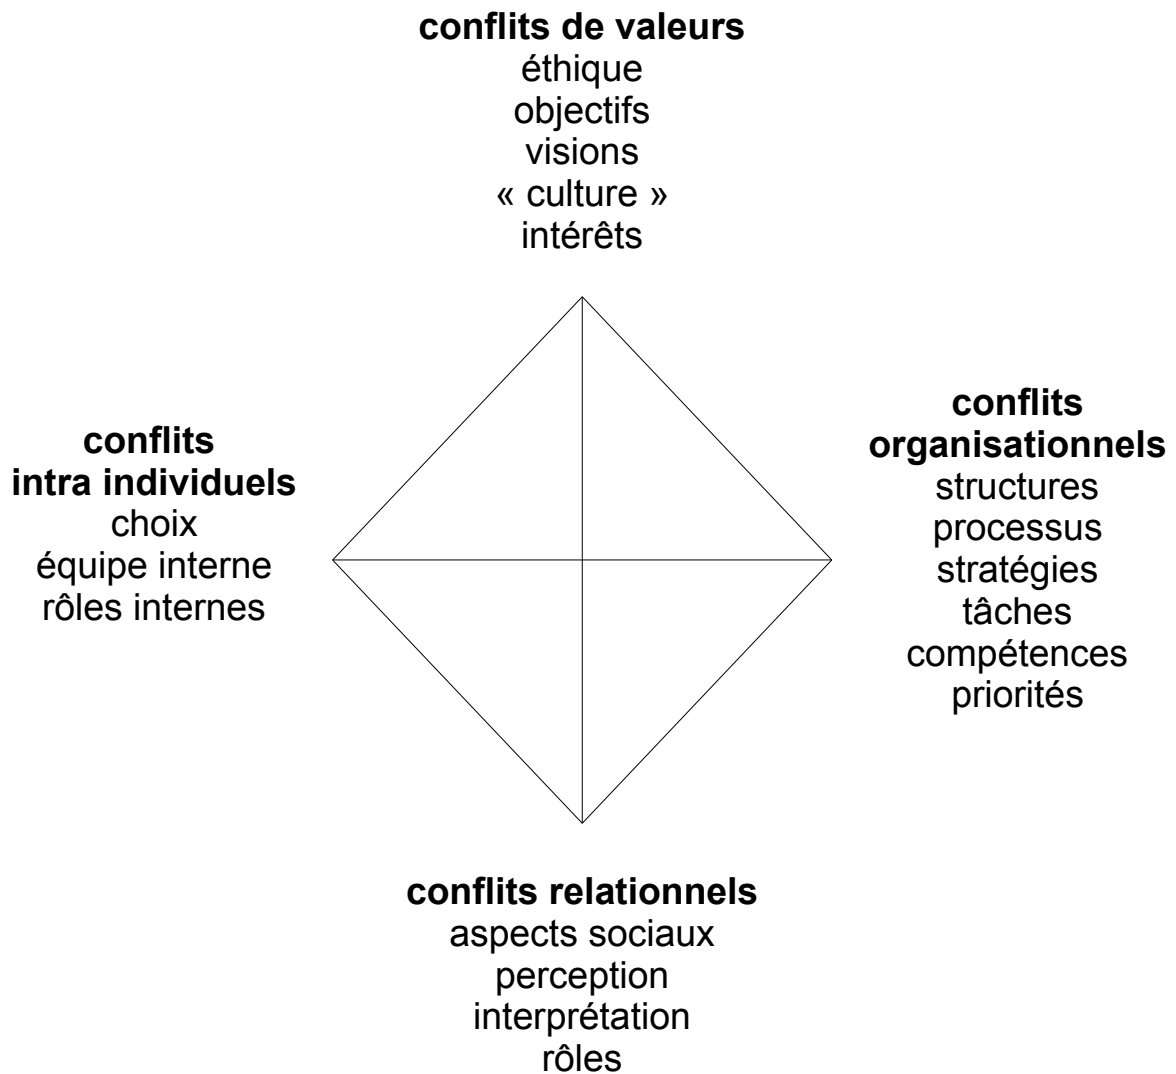 conflits de valeurs
éthique
objectifs
visions
« culture »
intérêts
conflits
intra individuels
choix
équipe interne
rôles internes
conflits
organisationnels
structures
processus
stratégies
tâches
compétences
priorités
conflits relationnels
aspects sociaux
perception
interprétation
rôles